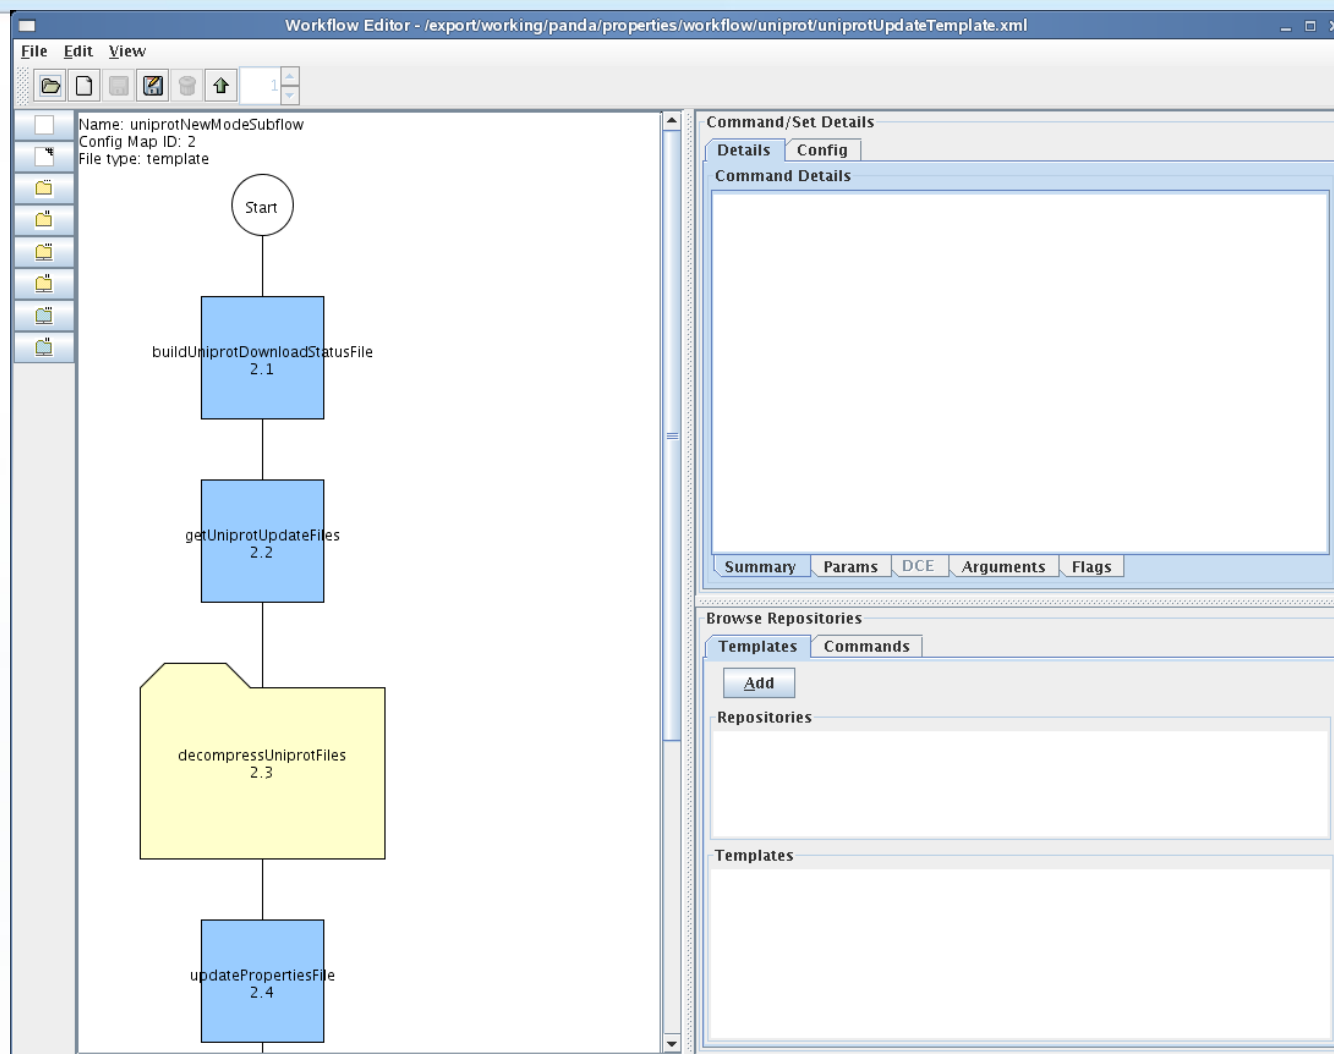 Workflow Editor - /export/working/panda/properties/workflow/uniprot/uniprotUpdateTemplate.xml
File Edit View
1
Name: uniprotNewModeSubflow
Config Map ID: 2
File type: template
Start
buildUniprotDownloadStatusFile
2.1
getUniprotUpdateFiles
2.2
decompressUniprotFiles
2.3
updatePropertiesFile
2.4
Command/Set Details
Details Config
Command Details
Summary Params DCE Arguments Flags
Browse Repositories
Templates Commands
Add
Repositories
Templates